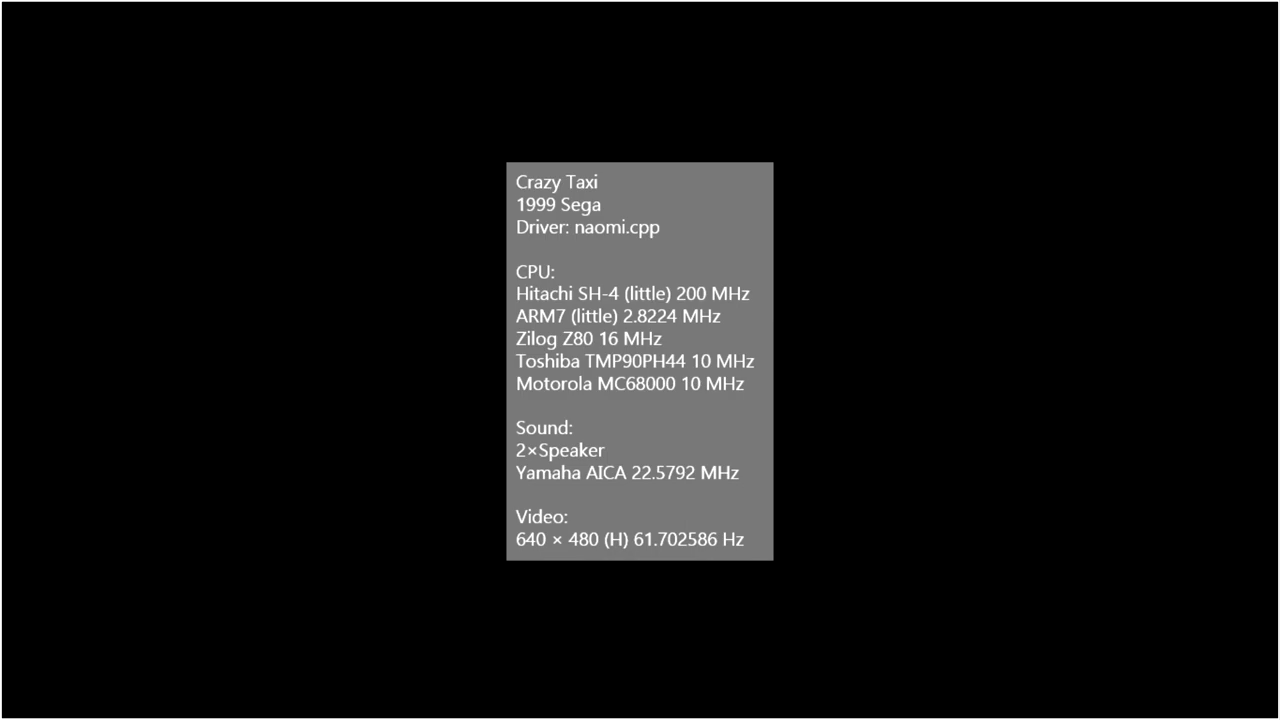 Crazy Taxi
1999 Sega
Driver: naomi.cpp
CPU:
Hitachi SH-4 (little) 200 MHz
ARM7 (little) 2.8224 MHz
Zilog Z80 16 MHz
Toshiba TMP90PH44 10 MHz
Motorola MC68000 10 MHz
Sound:
2×Speaker
Yamaha AICA 22.5792 MHz
Video:
640 × 480 (H) 61.702586 Hz